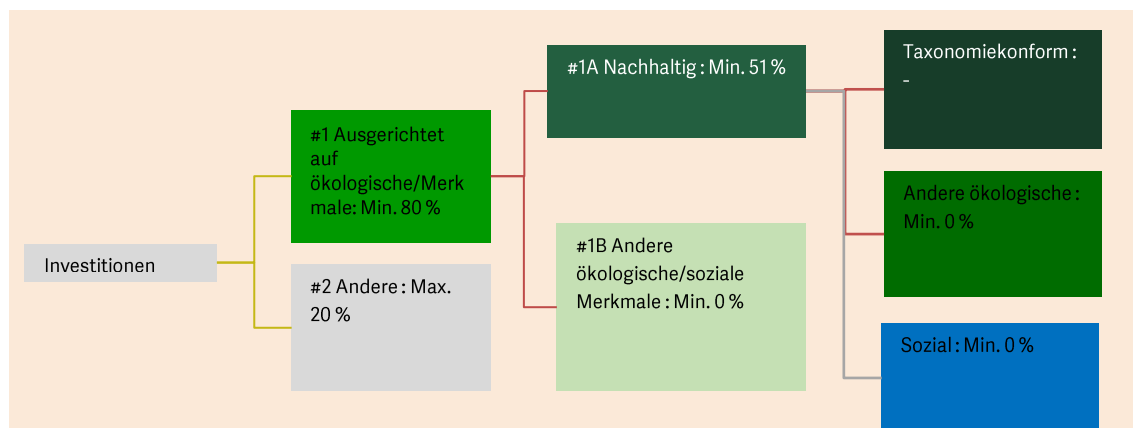 Investitionen
#1 Ausgerichtet
auf
ökologische/Merk
male: Min. 80 %
#2 Andere : Max.
20 %
#1A Nachhaltig : Min. 51 %
#1B Andere
ökologische/soziale
Merkmale : Min. 0 %
Taxonomiekonform :
-
Andere ökologische :
Min. 0 %
Sozial : Min. 0 %